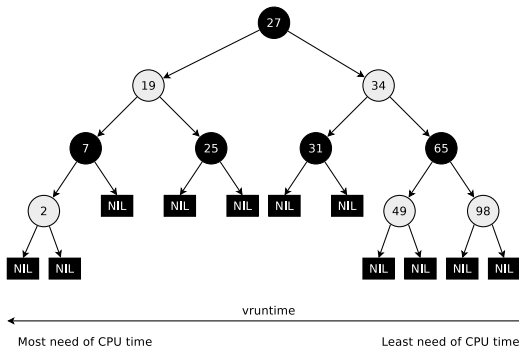 27
19
34
7
25
31
65
2
NIL
NIL
NIL
NIL
NIL
49
98
NIL
NIL
NIL
NIL
NIL
NIL
vruntime
Most need of CPU time
Least need of CPU time